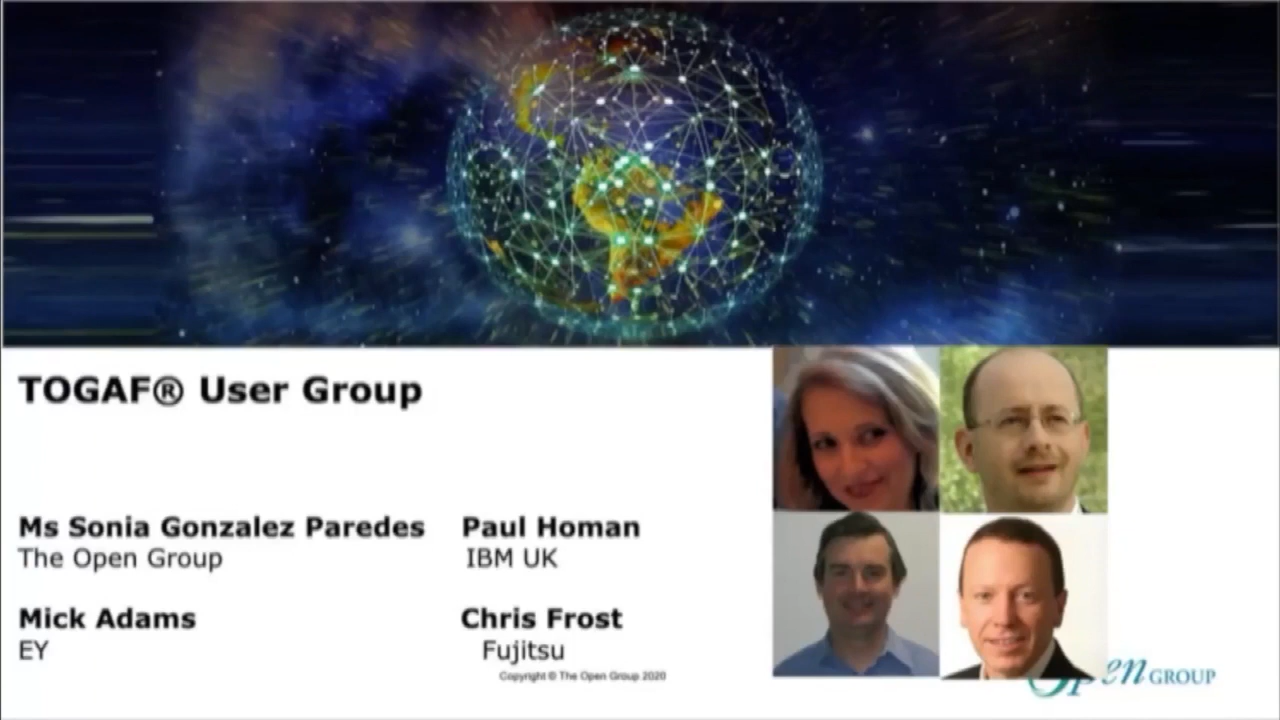 TOGAF® User Group
Ms Sonia Gonzalez Paredes
The Open Group
Paul Homan
IBM UK
Mick Adams
EY
Chris Frost
Fujitsu
Copyright © The Open Group 2020
Open GROUP